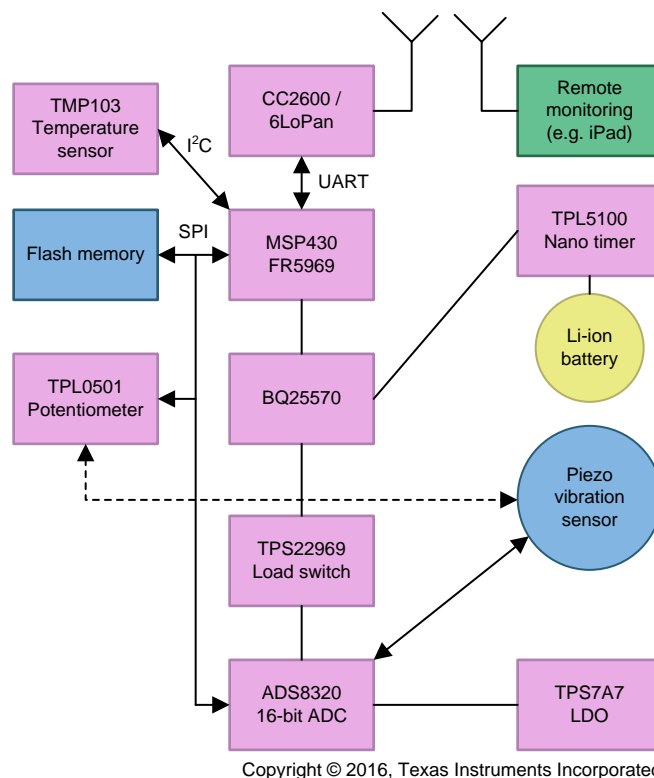 TMP103
Temperature
sensor
I²C
CC2600 /
6LoPan
UART
Remote
monitoring
(e.g. iPad)
Flash memory
SPI
MSP430
FR5969
TPL5100
Nano timer
Li-ion
battery
TPL0501
Potentiometer
BQ25570
Piezo
vibration
sensor
TPS22969
Load switch
ADS8320
16-bit ADC
TPS7A7
LDO
Copyright © 2016, Texas Instruments Incorporated